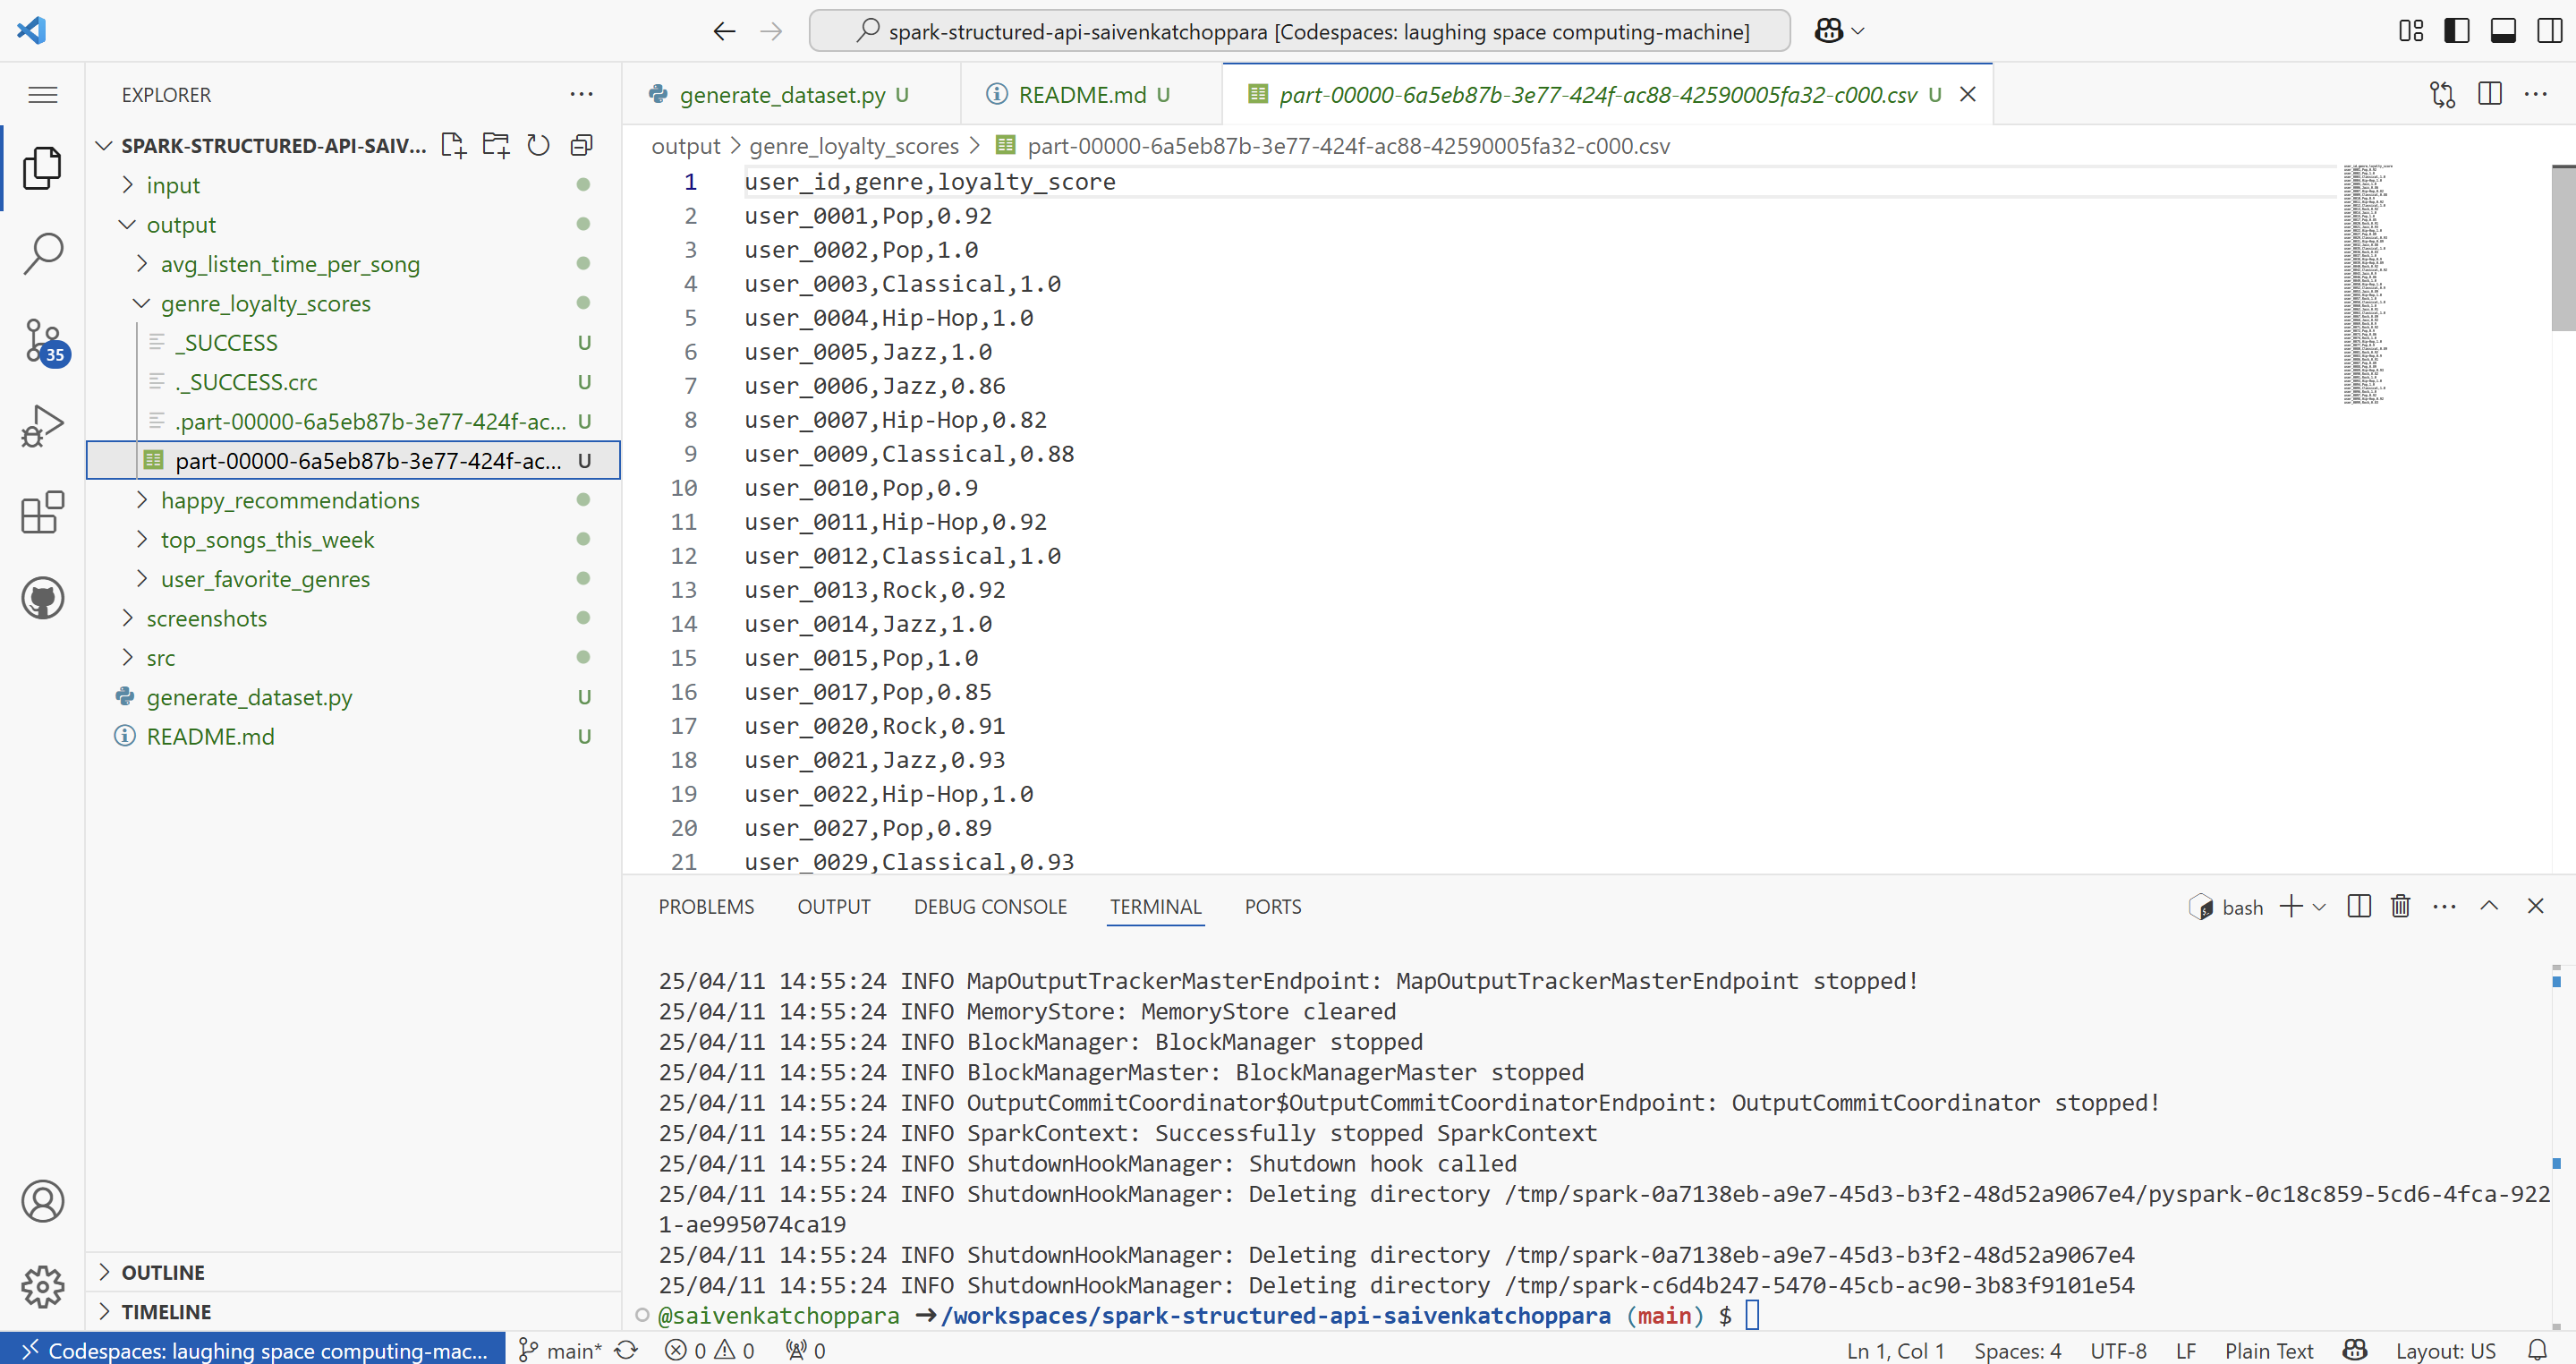 spark-structured-api-saivenkatchoppara [Codespaces: laughing space computing-machine]
EXPLORER
SPARK-STRUCTURED-API-SAIV...
input
output
avg_listen_time_per_song
genre_loyalty_scores
_SUCCESS U
._SUCCESS.crc U
.part-00000-6a5eb87b-3e77-424f-ac... U
part-00000-6a5eb87b-3e77-424f-ac... U
happy_recommendations
top_songs_this_week
user_favorite_genres
screenshots
src
generate_dataset.py U
README.md U
OUTLINE
TIMELINE
35
generate_dataset.py U
README.md U
part-00000-6a5eb87b-3e77-424f-ac88-42590005fa32-c000.csv U
output > genre_loyalty_scores > part-00000-6a5eb87b-3e77-424f-ac88-42590005fa32-c000.csv
1 user_id,genre,loyalty_score
2 user_0001,Pop,0.92
3 user_0002,Pop,1.0
4 user_0003,Classical,1.0
5 user_0004,Hip-Hop,1.0
6 user_0005,Jazz,1.0
7 user_0006,Jazz,0.86
8 user_0007,Hip-Hop,0.82
9 user_0009,Classical,0.88
10 user_0010,Pop,0.9
11 user_0011,Hip-Hop,0.92
12 user_0012,Classical,1.0
13 user_0013,Rock,0.92
14 user_0014,Jazz,1.0
15 user_0015,Pop,1.0
16 user_0017,Pop,0.85
17 user_0020,Rock,0.91
18 user_0021,Jazz,0.93
19 user_0022,Hip-Hop,1.0
20 user_0027,Pop,0.89
21 user_0029,Classical,0.93
PROBLEMS OUTPUT DEBUG CONSOLE TERMINAL PORTS
bash
25/04/11 14:55:24 INFO MapOutputTrackerMasterEndpoint: MapOutputTrackerMasterEndpoint stopped!
25/04/11 14:55:24 INFO MemoryStore: MemoryStore cleared
25/04/11 14:55:24 INFO BlockManager: BlockManager stopped
25/04/11 14:55:24 INFO BlockManagerMaster: BlockManagerMaster stopped
25/04/11 14:55:24 INFO OutputCommitCoordinator$OutputCommitCoordinatorEndpoint: OutputCommitCoordinator stopped!
25/04/11 14:55:24 INFO SparkContext: Successfully stopped SparkContext
25/04/11 14:55:24 INFO ShutdownHookManager: Shutdown hook called
25/04/11 14:55:24 INFO ShutdownHookManager: Deleting directory /tmp/spark-0a7138eb-a9e7-45d3-b3f2-48d52a9067e4/pyspark-0c18c859-5cd6-4fca-922
1-ae995074ca19
25/04/11 14:55:24 INFO ShutdownHookManager: Deleting directory /tmp/spark-0a7138eb-a9e7-45d3-b3f2-48d52a9067e4
25/04/11 14:55:24 INFO ShutdownHookManager: Deleting directory /tmp/spark-c6d4b247-5470-45cb-ac90-3b83f9101e54
@saivenkatchoppara ➜/workspaces/spark-structured-api-saivenkatchoppara (main) $
Codespaces: laughing space computing-mac... main* 0 0 0 Ln 1, Col 1 Spaces: 4 UTF-8 LF Plain Text Layout: US